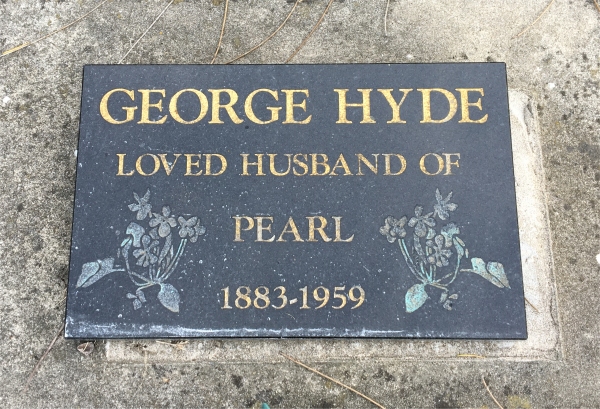 GEORGE HYDE
LOVED HUSBAND OF
PEARL
1883-1959